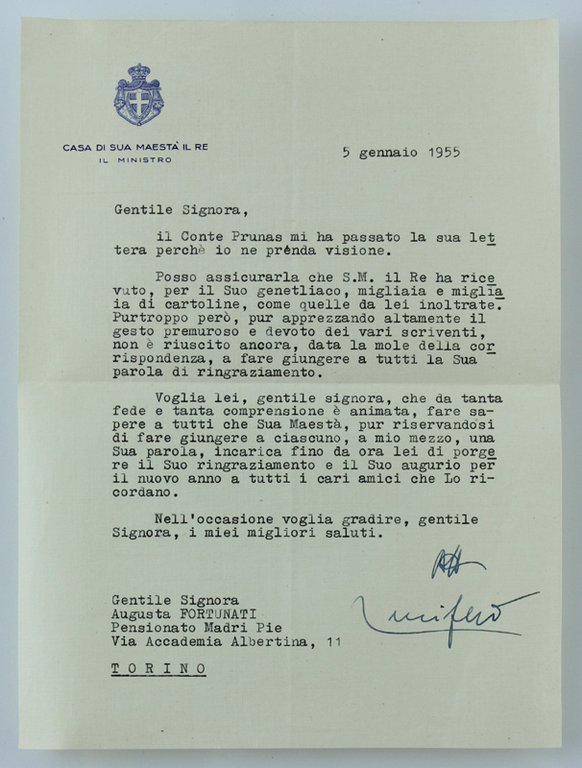 CASA DI SUA MAESTÀ IL RE
IL MINISTRO
5 gennaio 1955
Gentile Signora,
il Conte Prunas mi ha passato la sua let
tera perchè io ne prenda visione.
Posso assicurarla che S.M. il Re ha rice
vuto, per il Suo genetliaco, migliaia e miglia
ia di cartoline, come quelle da lei inoltrate.
Purtroppo però, pur apprezzando altamente il
gesto premuroso e devoto dei vari scriventi,
non è riuscito ancora, data la mole della cor
rispondenza, a fare giungere a tutti la Sua
parola di ringraziamento.
Voglia lei, gentile signora, che da tanta
fede e tanta comprensione è animata, fare sa-
pere a tutti che Sua Maestà, pur riservandosi
di fare giungere a ciascuno, a mio mezzo, una
Sua parola, incarica fino da ora lei di porge
re il Suo ringraziamento e il Suo augurio per
il nuovo anno a tutti i cari amici che Lo ri-
cordano.
Nell'occasione voglia gradire, gentile
Signora, i miei migliori saluti.
Lucifero
Gentile Signora
Augusta FORTUNATI
Pensionato Madri Pie
Via Accademia Albertina, 11
TORINO